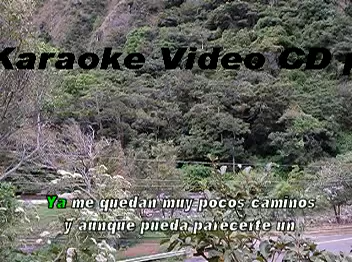 Karaoke Video CD
Ya me quedan muy pocos caminos
y aunque pueda parecerte un